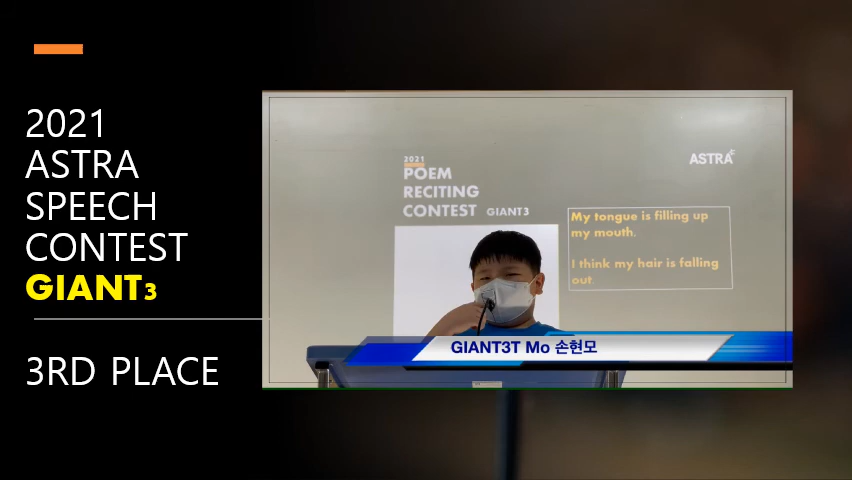 2021
ASTRA
SPEECH
CONTEST
GIANT3
3RD PLACE
2021
POEM
RECITING
CONTEST GIANT3
ASTRA
My tongue is filling up
my mouth.
I think my hair is falling
out.
GIANT3T Mo 손현모